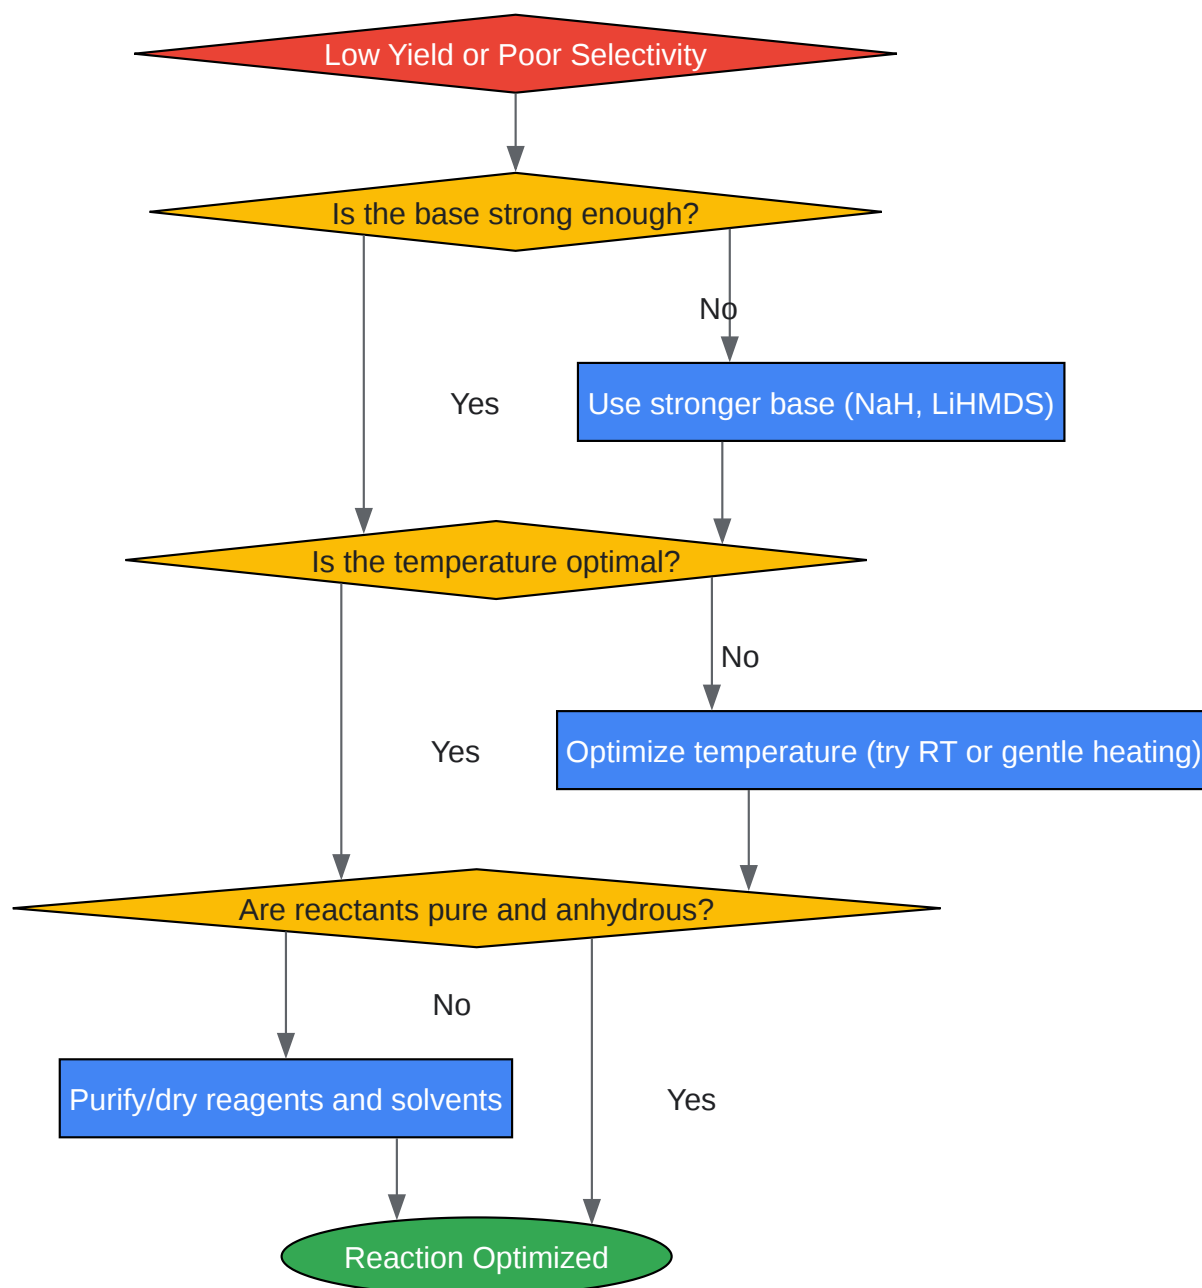 Low Yield or Poor Selectivity
Is the base strong enough?
No
Yes
Use stronger base (NaH, LiHMDS)
Is the temperature optimal?
No
Yes
Optimize temperature (try RT or gentle heating)
Are reactants pure and anhydrous?
No
Purify/dry reagents and solvents
Yes
Reaction Optimized